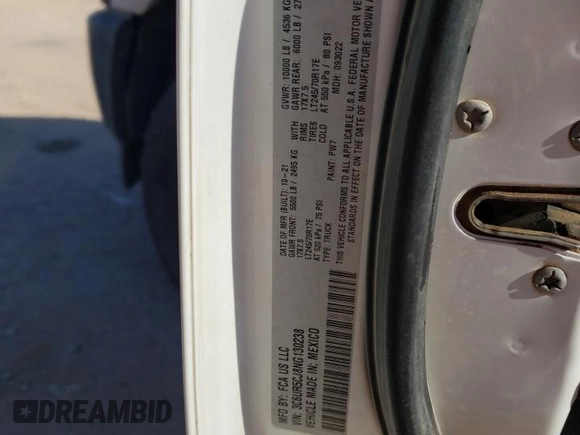 MFD BY: FCA US LLC
DATE OF MFR (BUILT): 10-21
GVWR: 10000 LB / 4536 KG
GAWR FRONT: 5500 LB / 2495 KG
WITH
GAWR REAR: 6000 LB / 27
17X7.5
RIMS
17X7.5
LT245/70R17E
TIRES
LT245/70R17E
AT 520 kPa / 75 PSI
COLD
AT 550 kPa / 80 PSI
VIN: 3C6UR5CJ8NG130238
TYPE: TRUCK
PAINT: PW7
MDH: 093022
VEHICLE MADE IN: MEXICO
THIS VEHICLE CONFORMS TO ALL APPLICABLE U.S.A. FEDERAL MOTOR VE
STANDARDS IN EFFECT ON THE DATE OF MANUFACTURE SHOWN A
DREAMBID